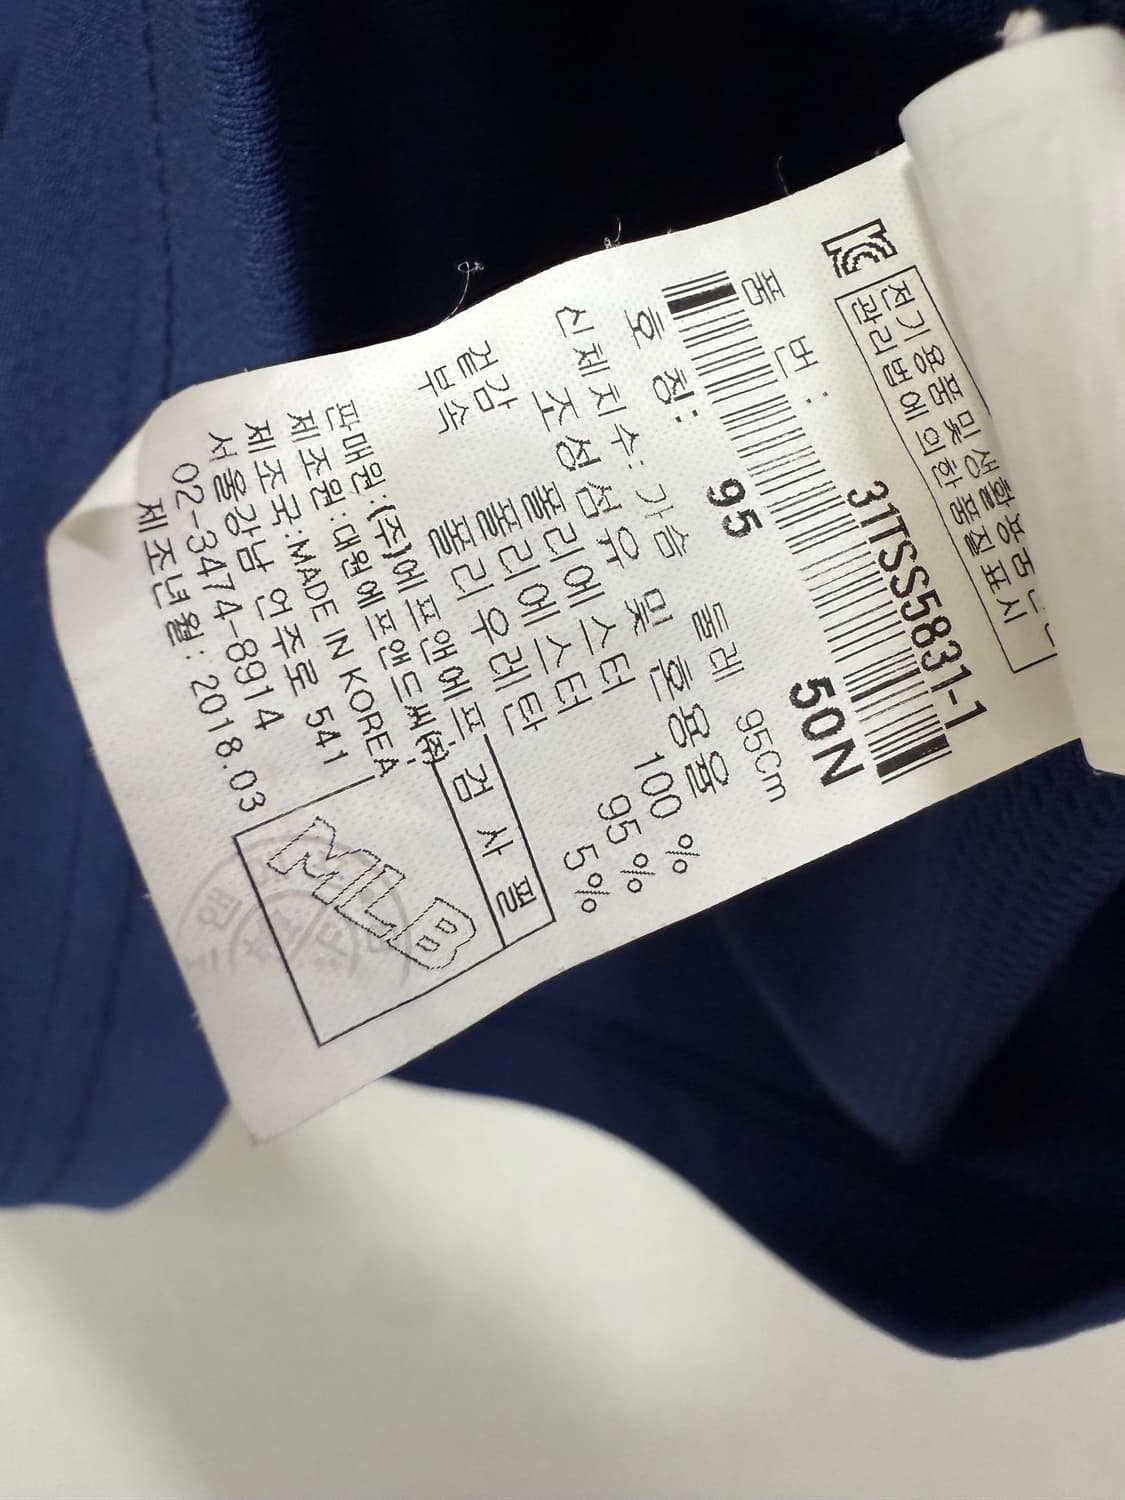 전기용품 및 생활용품 안
관리법에 의한 품질표시
품 번 : 31TSS5831-1
50N
호 칭: 95
신체치수: 가슴 둘레 95Cm
조성섬유 및 혼용율
겉감 폴리에스터 100 %
부속 폴리에스터 95 %
폴리 우레탄 5%
판매원:(주)에프앤에프
제조원:대원에프앤드씨(주)
제조국:MADE IN KOREA
서울강남 언주로 541
02-3474-8914
제조년월: 2018.03
검 사 필
MLB